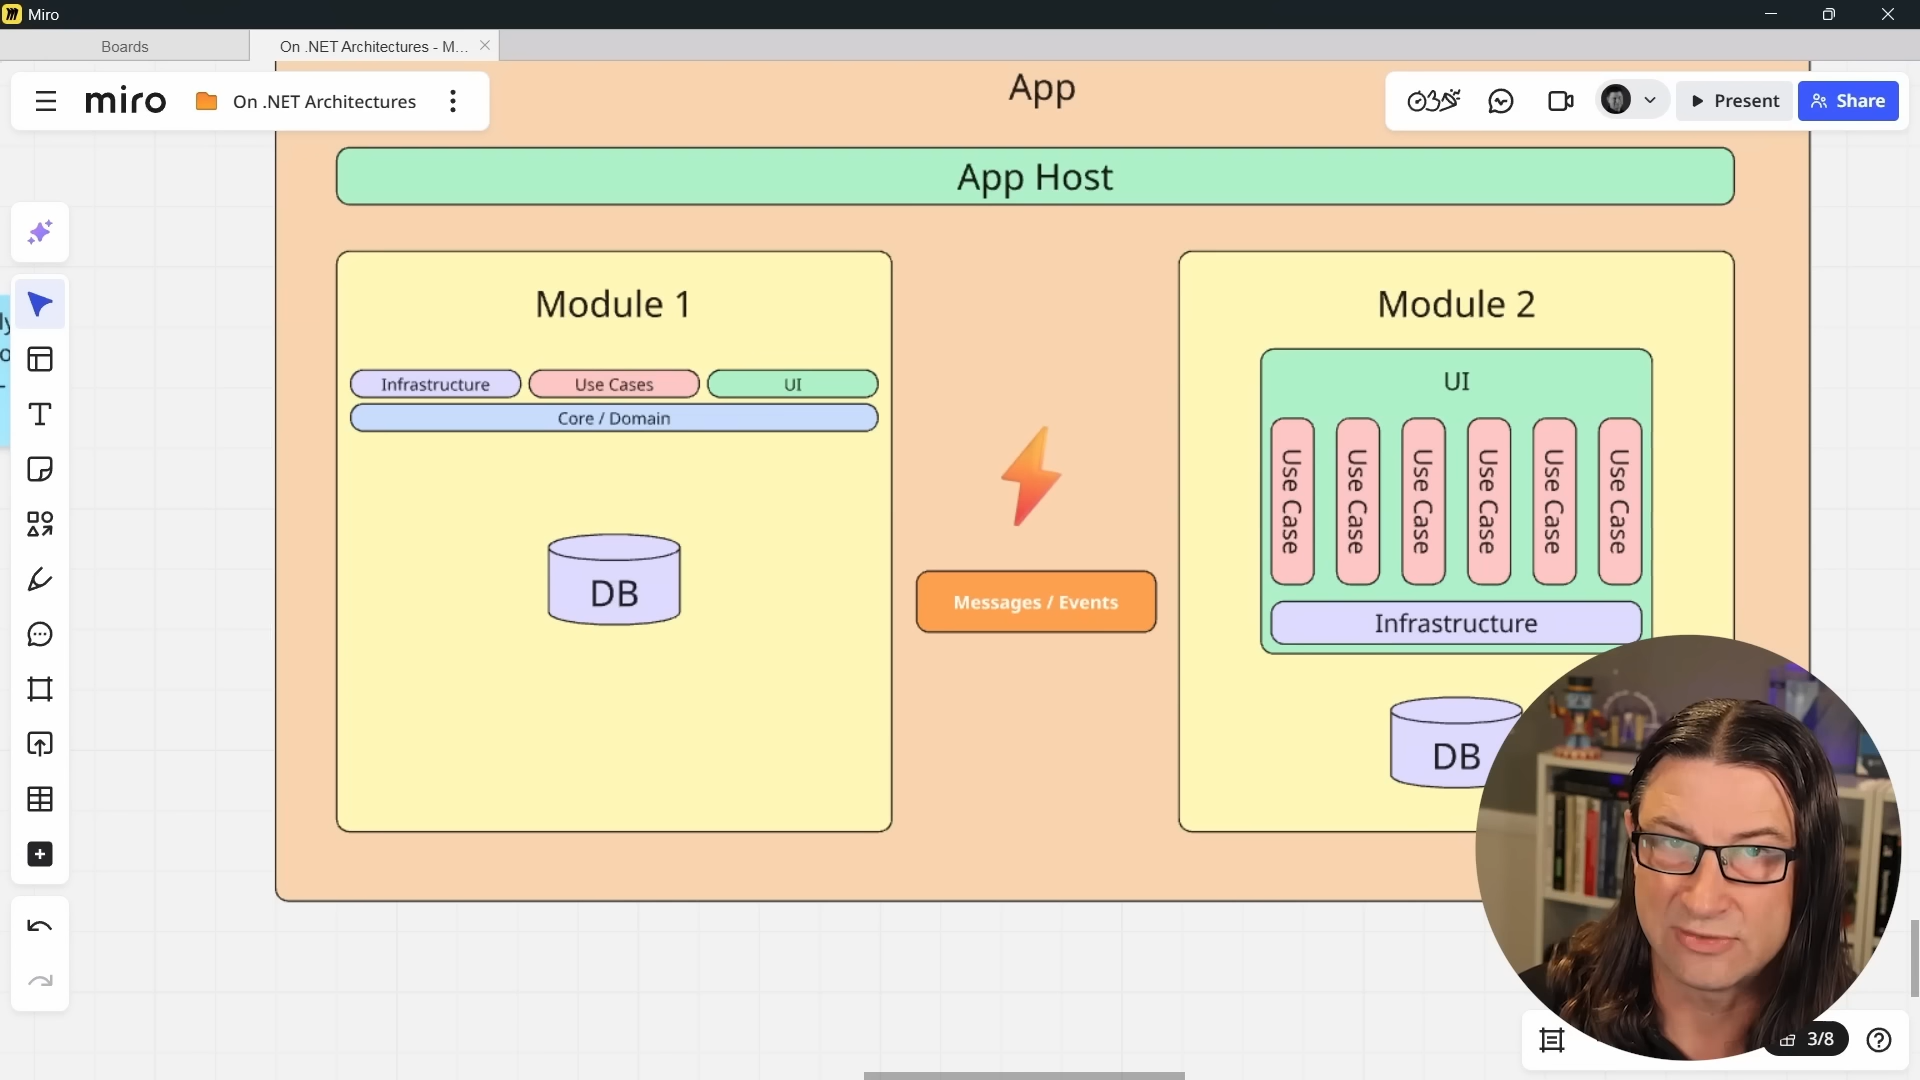 Miro
Boards
On .NET Architectures - M...
miro
On .NET Architectures
Present
Share
App
App Host
Module 1
Infrastructure
Use Cases
UI
Core / Domain
DB
Messages / Events
Module 2
UI
Use Case
Use Case
Use Case
Use Case
Use Case
Use Case
Infrastructure
DB
3/8